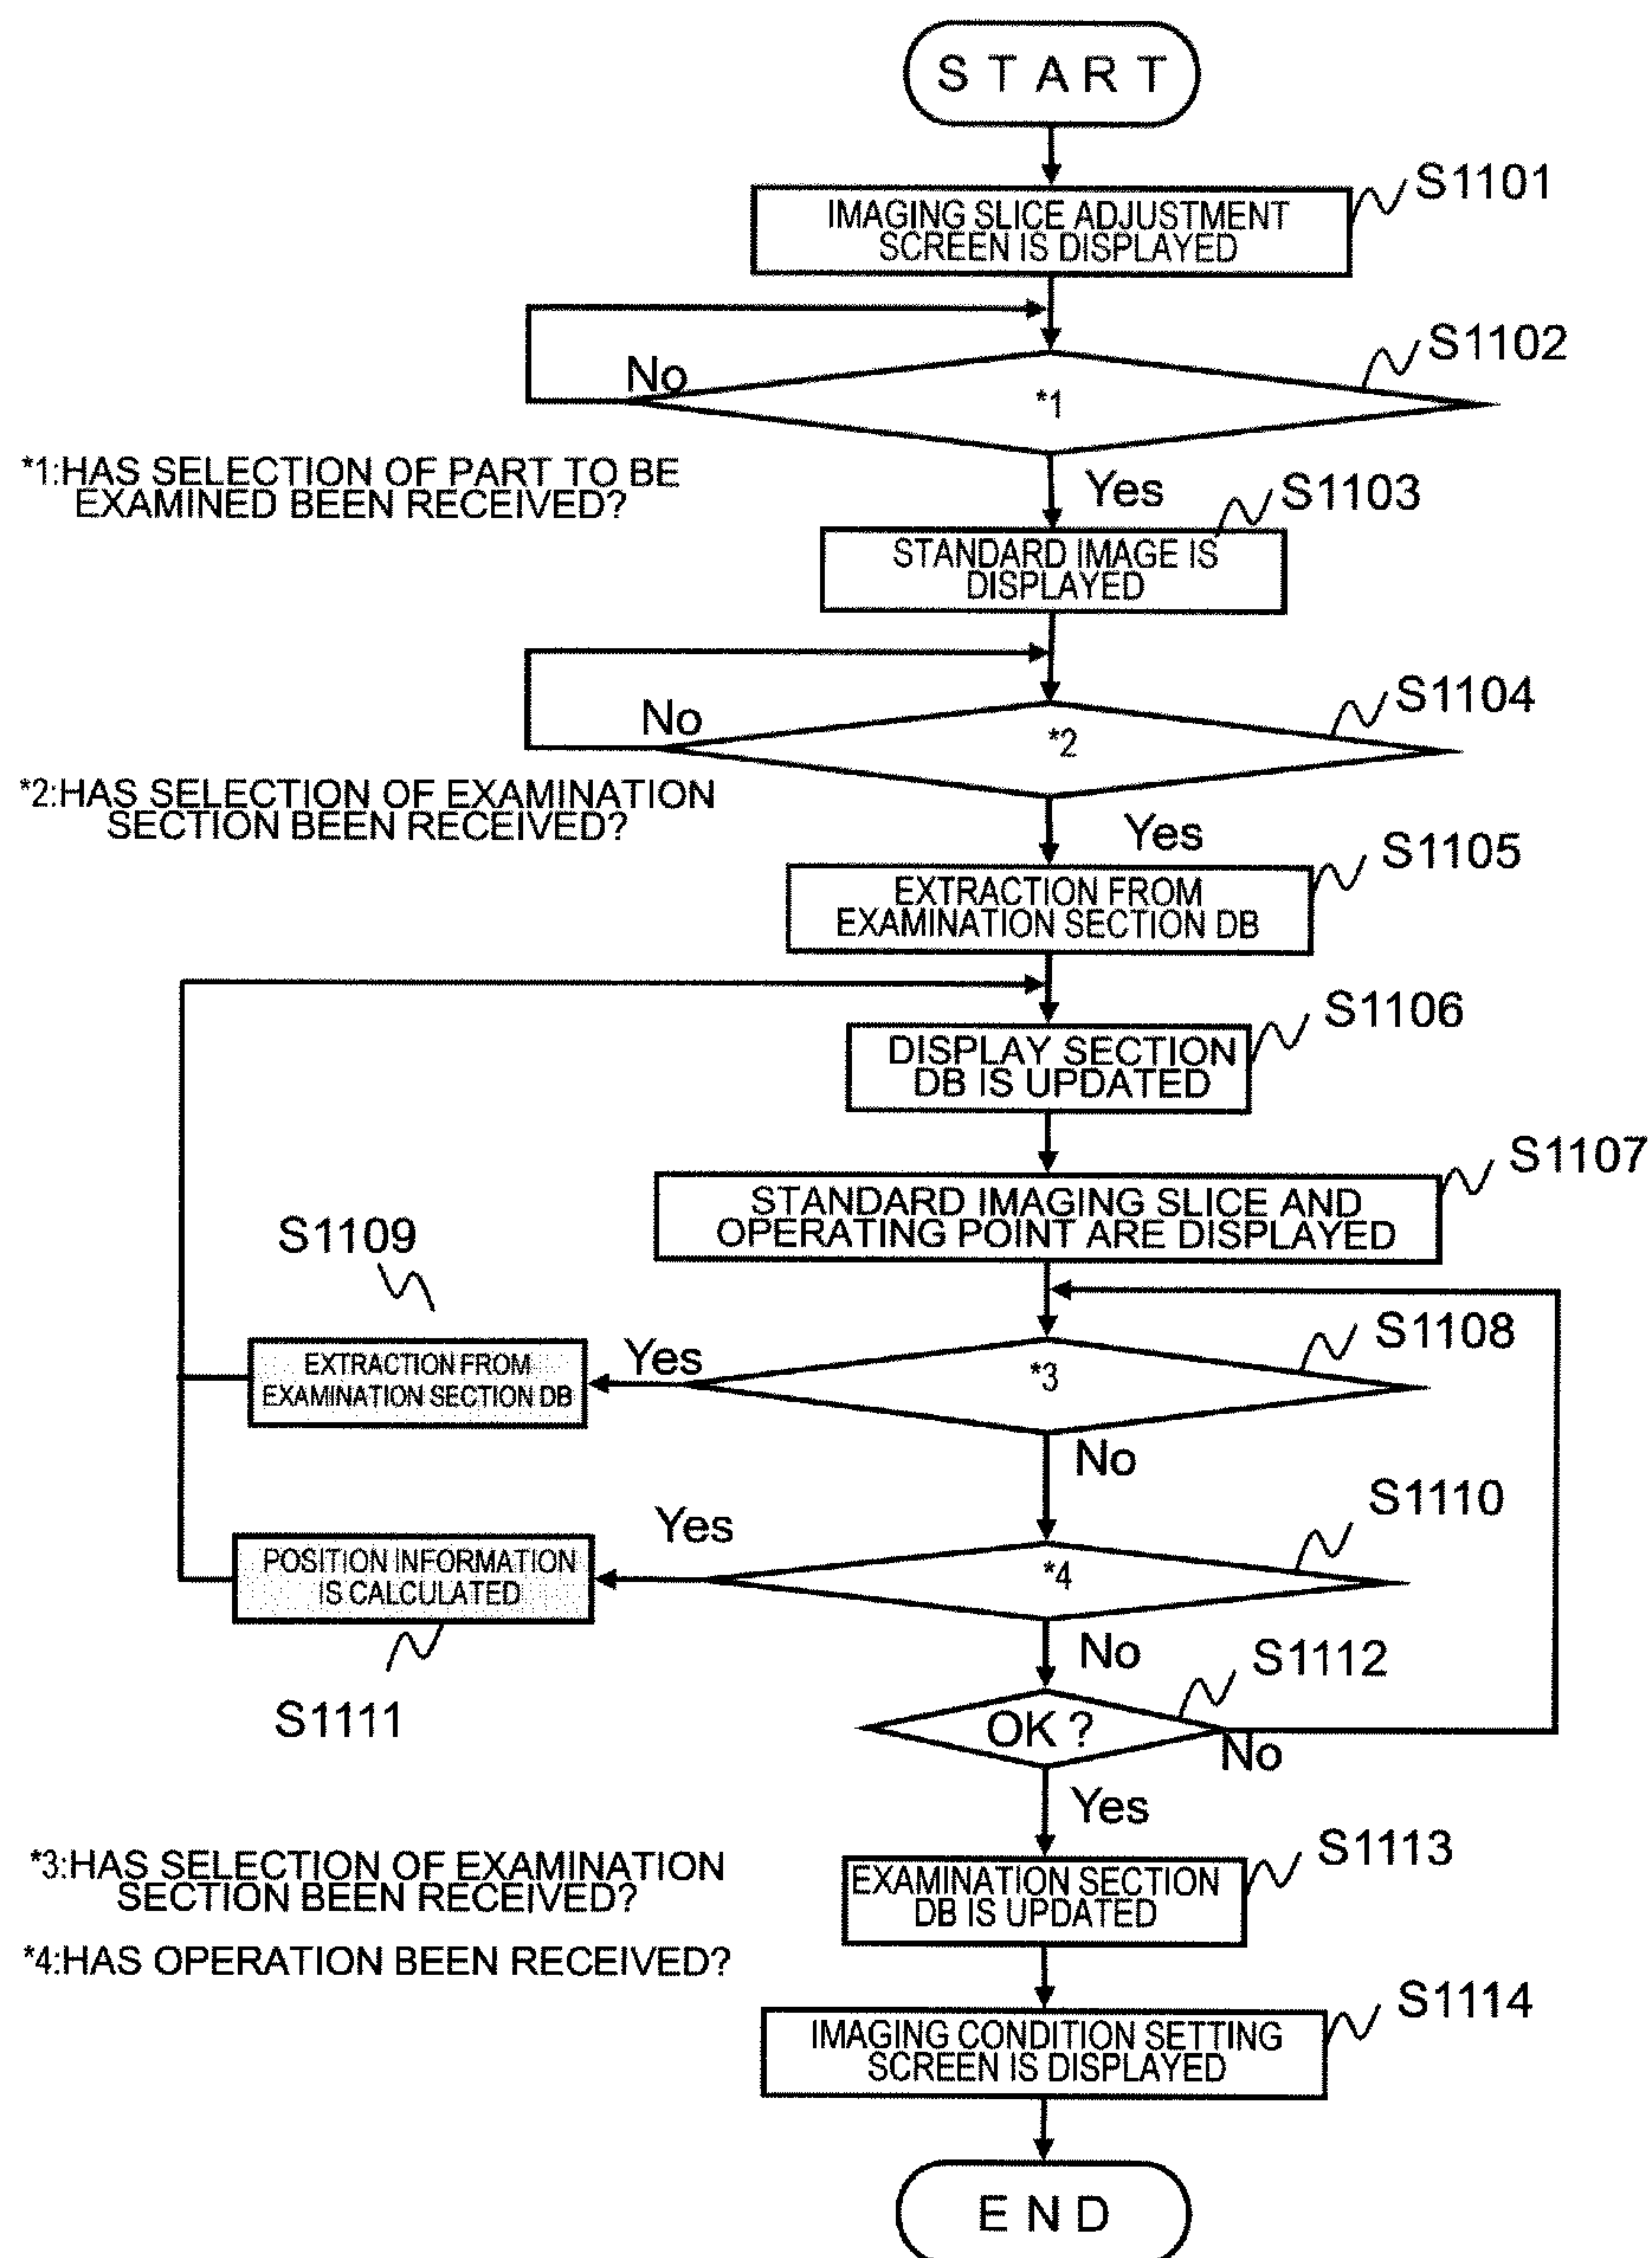 S T A R T
S1101
IMAGING SLICE ADJUSTMENT
SCREEN IS DISPLAYED
S1102
No
*1
*1:HAS SELECTION OF PART TO BE
EXAMINED BEEN RECEIVED?
Yes
S1103
STANDARD IMAGE IS
DISPLAYED
S1104
No
*2
*2:HAS SELECTION OF EXAMINATION
SECTION BEEN RECEIVED?
Yes
S1105
EXTRACTION FROM
EXAMINATION SECTION DB
S1106
DISPLAY SECTION
DB IS UPDATED
S1107
STANDARD IMAGING SLICE AND
OPERATING POINT ARE DISPLAYED
S1109
S1108
EXTRACTION FROM
EXAMINATION SECTION DB
Yes
*3
No
S1110
Yes
POSITION INFORMATION
IS CALCULATED
*4
S1111
No
S1112
OK ?
No
Yes
S1113
*3:HAS SELECTION OF EXAMINATION
SECTION BEEN RECEIVED?
EXAMINATION SECTION
DB IS UPDATED
*4:HAS OPERATION BEEN RECEIVED?
S1114
IMAGING CONDITION SETTING
SCREEN IS DISPLAYED
E N D